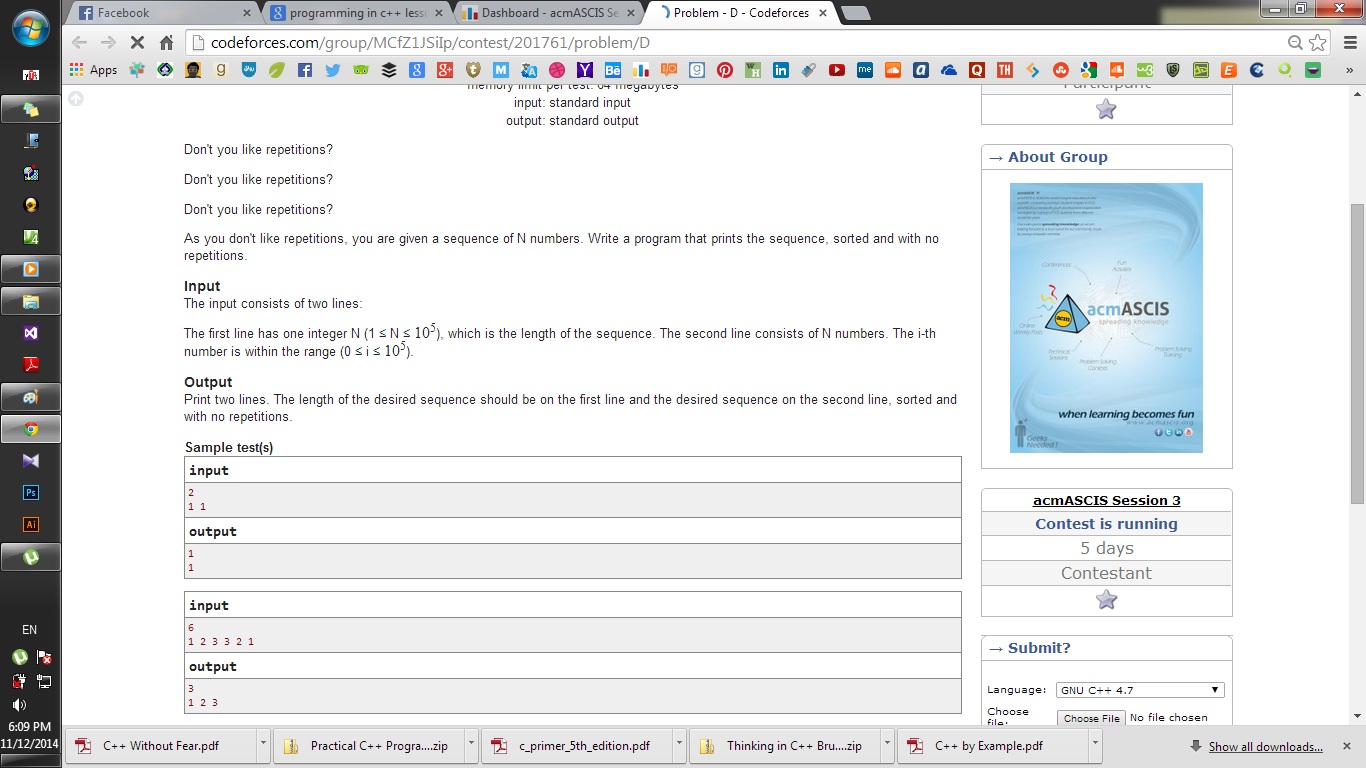 Facebook
programming in c++ less
Dashboard - acmASCIS Se
Problem - D - Codeforces
codeforces.com/group/MCfZ1JSiIp/contest/201761/problem/D
Apps
memory limit per test: 64 megabytes
input: standard input
output: standard output
Don't you like repetitions?
Don't you like repetitions?
Don't you like repetitions?
As you don't like repetitions, you are given a sequence of N numbers. Write a program that prints the sequence, sorted and with no
repetitions.
Input
The input consists of two lines:
The first line has one integer N (1 ≤ N ≤ 10^5), which is the length of the sequence. The second line consists of N numbers. The i-th
number is within the range (0 ≤ i ≤ 10^5).
Output
Print two lines. The length of the desired sequence should be on the first line and the desired sequence on the second line, sorted and
with no repetitions.
Sample test(s)
input
2
1 1
output
1
1
input
6
1 2 3 3 2 1
output
3
1 2 3
Participant
→ About Group
Conferences
Fun
Activities
acmASCIS
spreading knowledge
acm
Online
Weekly Posts
Technical
Sessions
Problem Solving
Contests
Problem Solving
Training
when learning becomes fun
www.acmascis.org
Geeks
Needed !
acmASCIS Session 3
Contest is running
5 days
Contestant
→ Submit?
Language:
GNU C++ 4.7
Choose
file:
Choose File
No file chosen
EN
6:09 PM
11/12/2014
C++ Without Fear.pdf
Practical C++ Progra....zip
c_primer_5th_edition.pdf
Thinking in C++ Bru....zip
C++ by Example.pdf
Show all downloads...